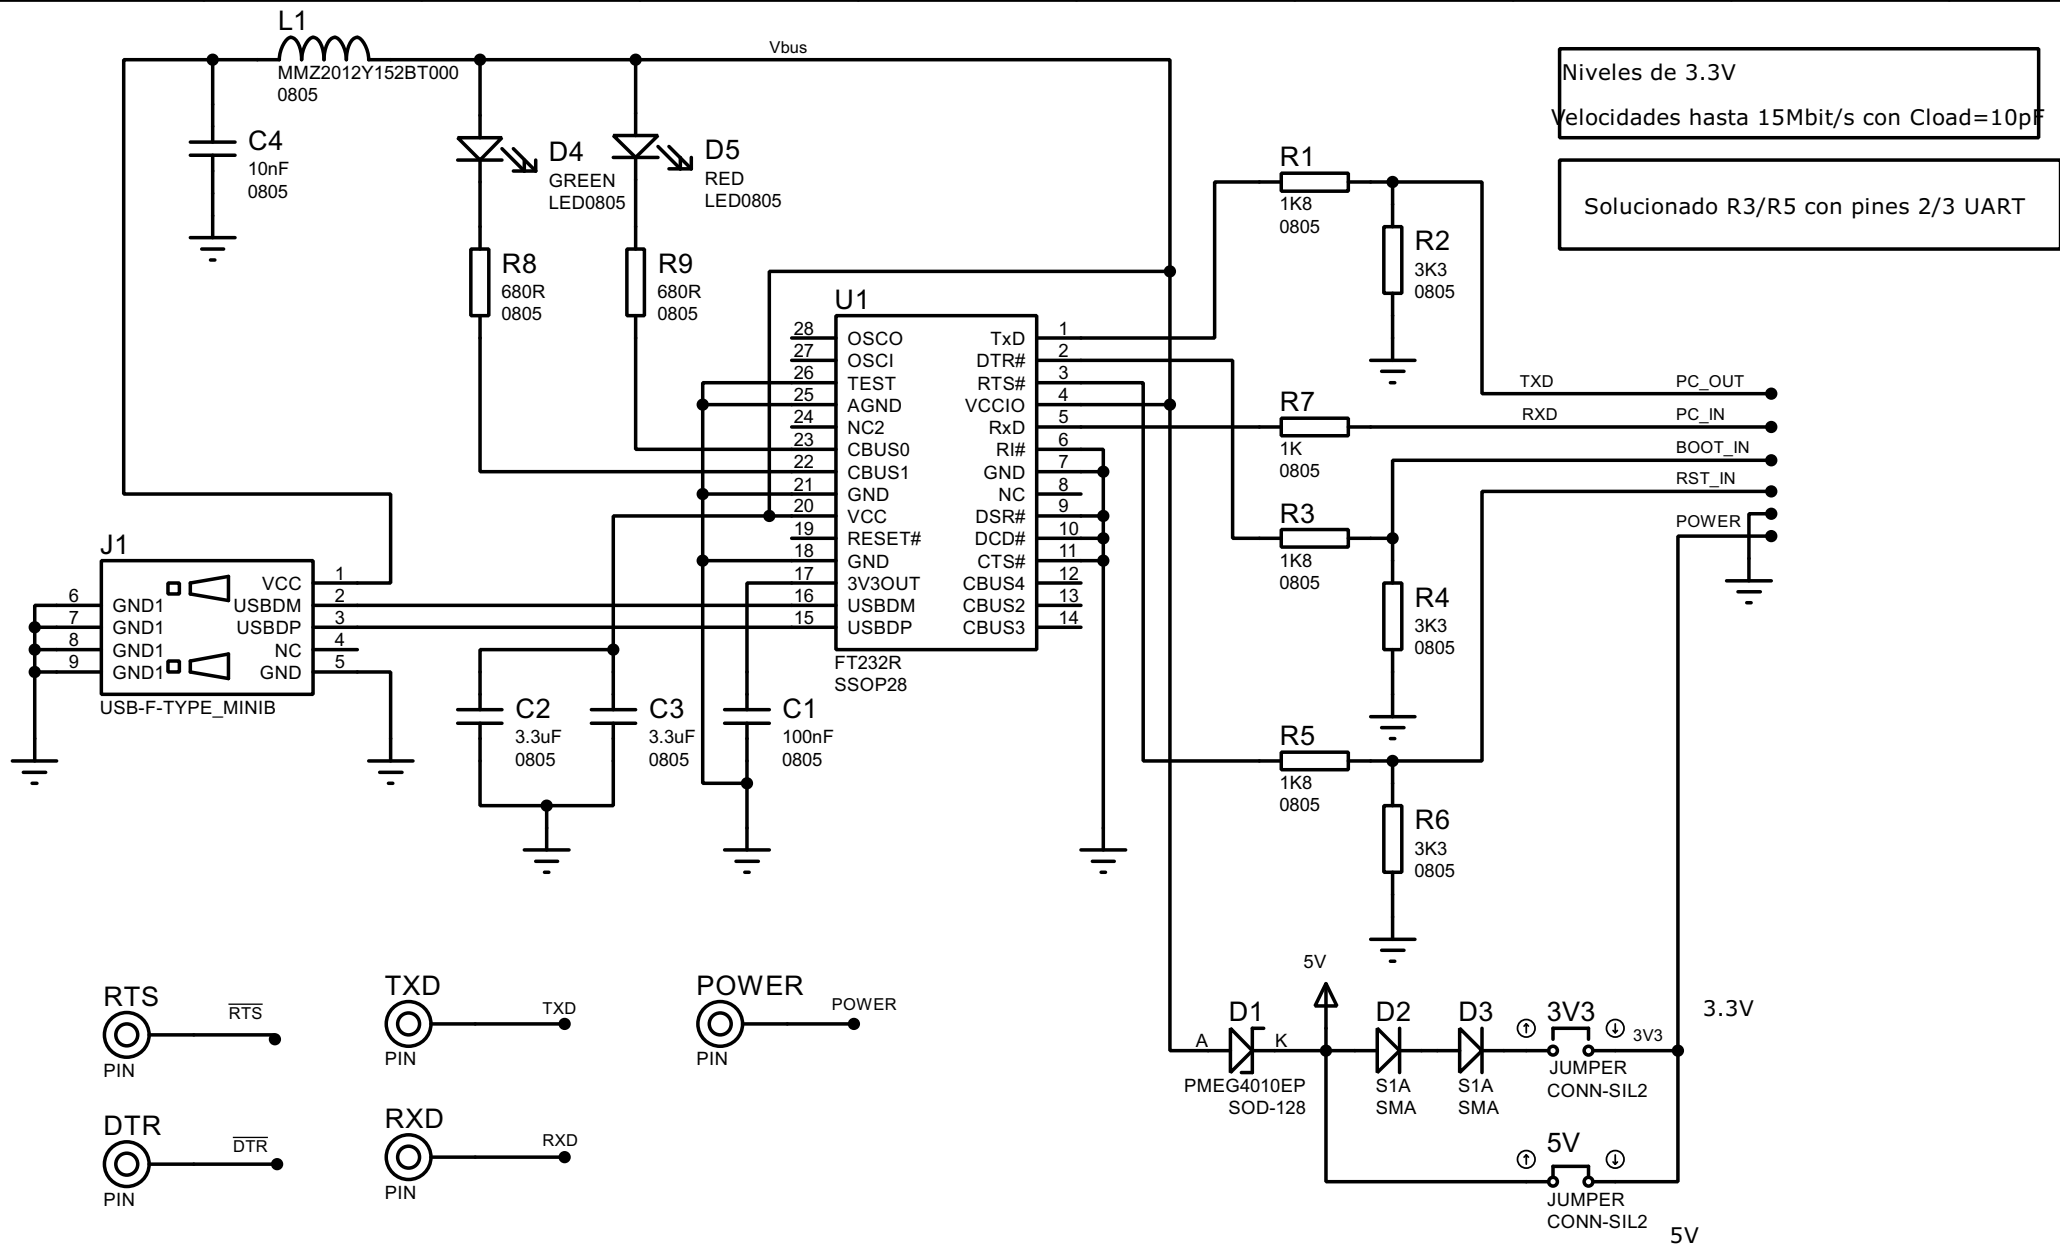 L1
MMZ2012Y152BT000
0805
Vbus
Niveles de 3.3V
Velocidades hasta 15Mbit/s con Cload=10pF
Solucionado R3/R5 con pines 2/3 UART
C4
10nF
0805
D4
GREEN
LED0805
D5
RED
LED0805
R8
680R
0805
R9
680R
0805
R1
1K8
0805
R2
3K3
0805
U1
28 OSCO
27 OSCI
26 TEST
25 AGND
24 NC2
23 CBUS0
22 CBUS1
21 GND
20 VCC
19 RESET#
18 GND
17 3V3OUT
16 USBDM
15 USBDP
TxD 1
DTR# 2
RTS# 3
VCCIO 4
RxD 5
RI# 6
GND 7
NC 8
DSR# 9
DCD# 10
CTS# 11
CBUS4 12
CBUS2 13
CBUS3 14
FT232R
SSOP28
TXD PC_OUT
RXD PC_IN
BOOT_IN
RST_IN
POWER
R7
1K
0805
R3
1K8
0805
R4
3K3
0805
R5
1K8
0805
R6
3K3
0805
J1
6 GND1
7 GND1
8 GND1
9 GND1
VCC 1
USBDM 2
USBDP 3
NC 4
GND 5
USB-F-TYPE_MINIB
C2
3.3uF
0805
C3
3.3uF
0805
C1
100nF
0805
RTS
RTS
PIN
TXD
TXD
PIN
POWER
POWER
PIN
DTR
DTR
PIN
RXD
RXD
PIN
5V
D1
A K
PMEG4010EP
SOD-128
D2
S1A
SMA
D3
S1A
SMA
3V3
3V3
JUMPER
CONN-SIL2
3.3V
5V
JUMPER
CONN-SIL2
5V